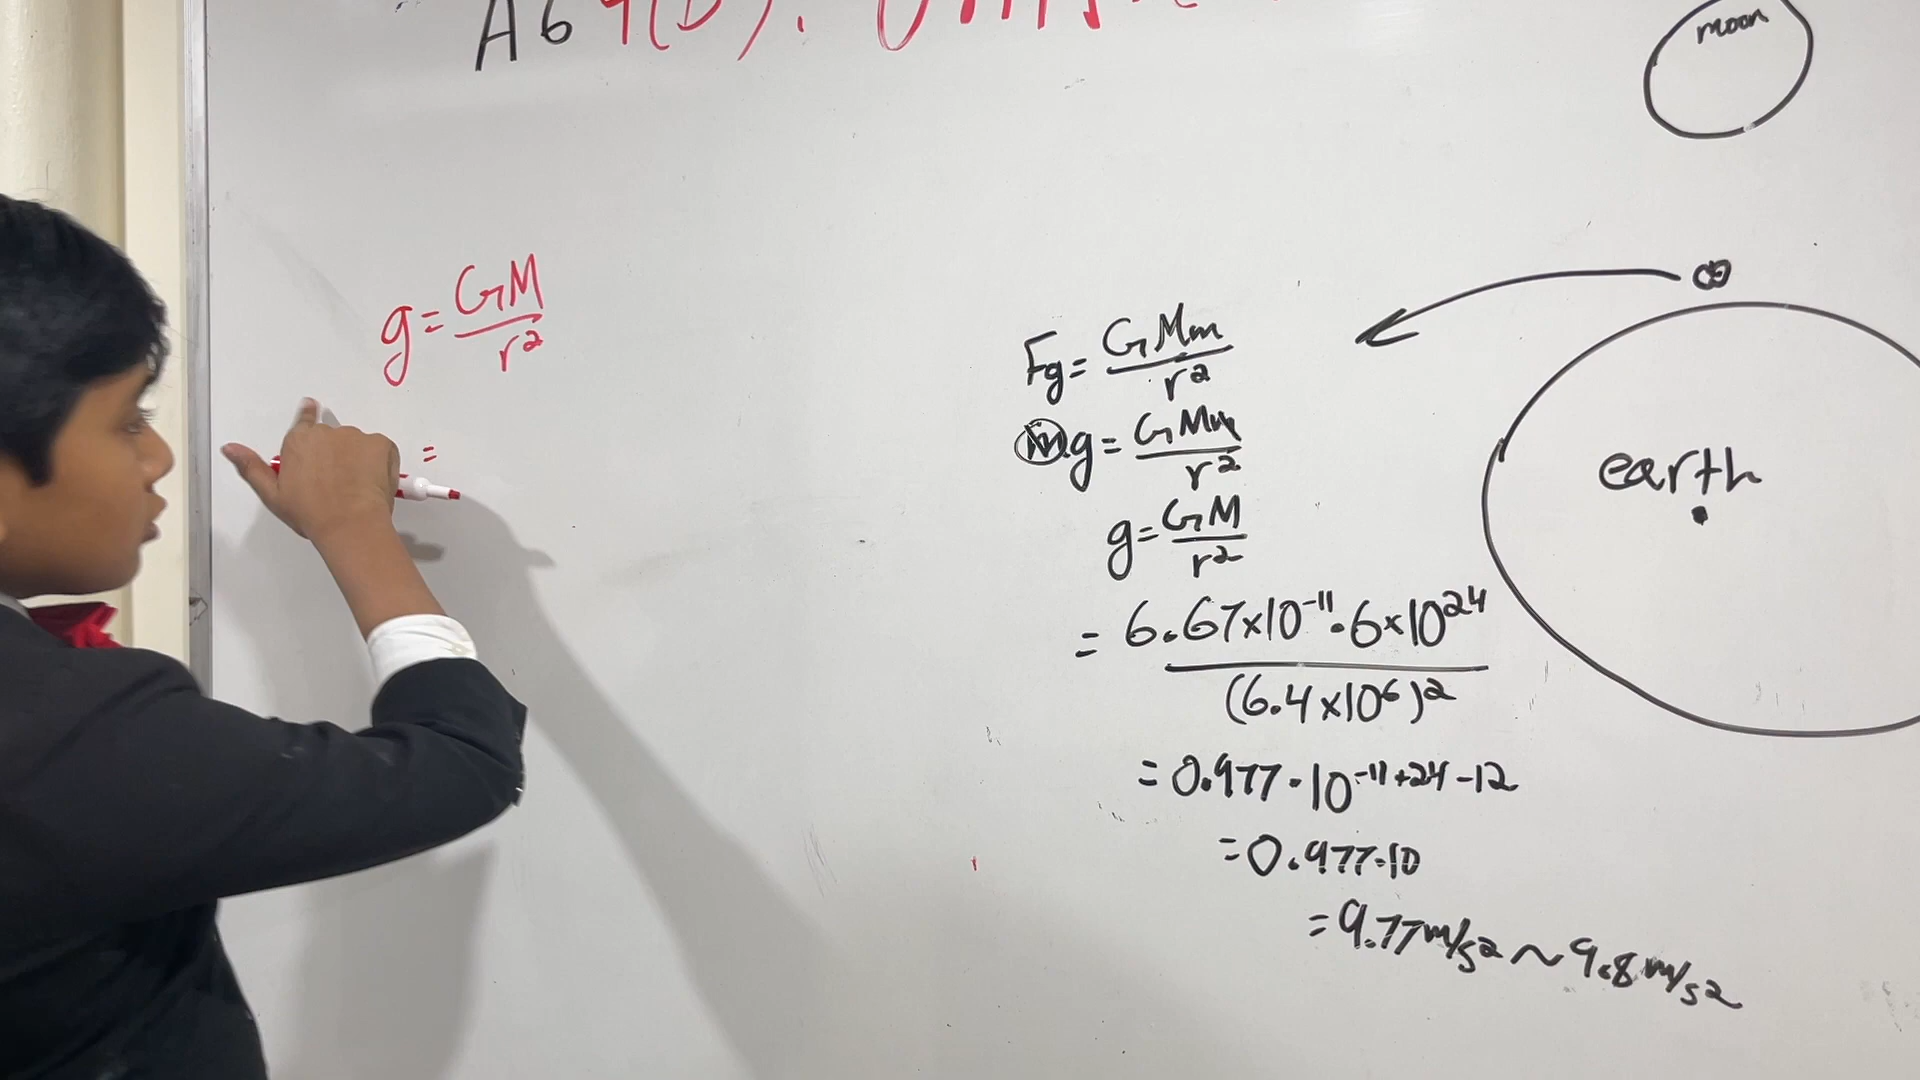 A6 4(b):
moon
g = GM/r²
=
Fg = GMm/r²
m.g = GMm/r²
g = GM/r²
= 6.67×10⁻¹¹·6×10²⁴/(6.4×10⁶)²
= 0.977·10⁻¹¹⁺²⁴⁻¹²
= 0.977·10
= 9.77m/s² ~ 9.8m/s²
earth